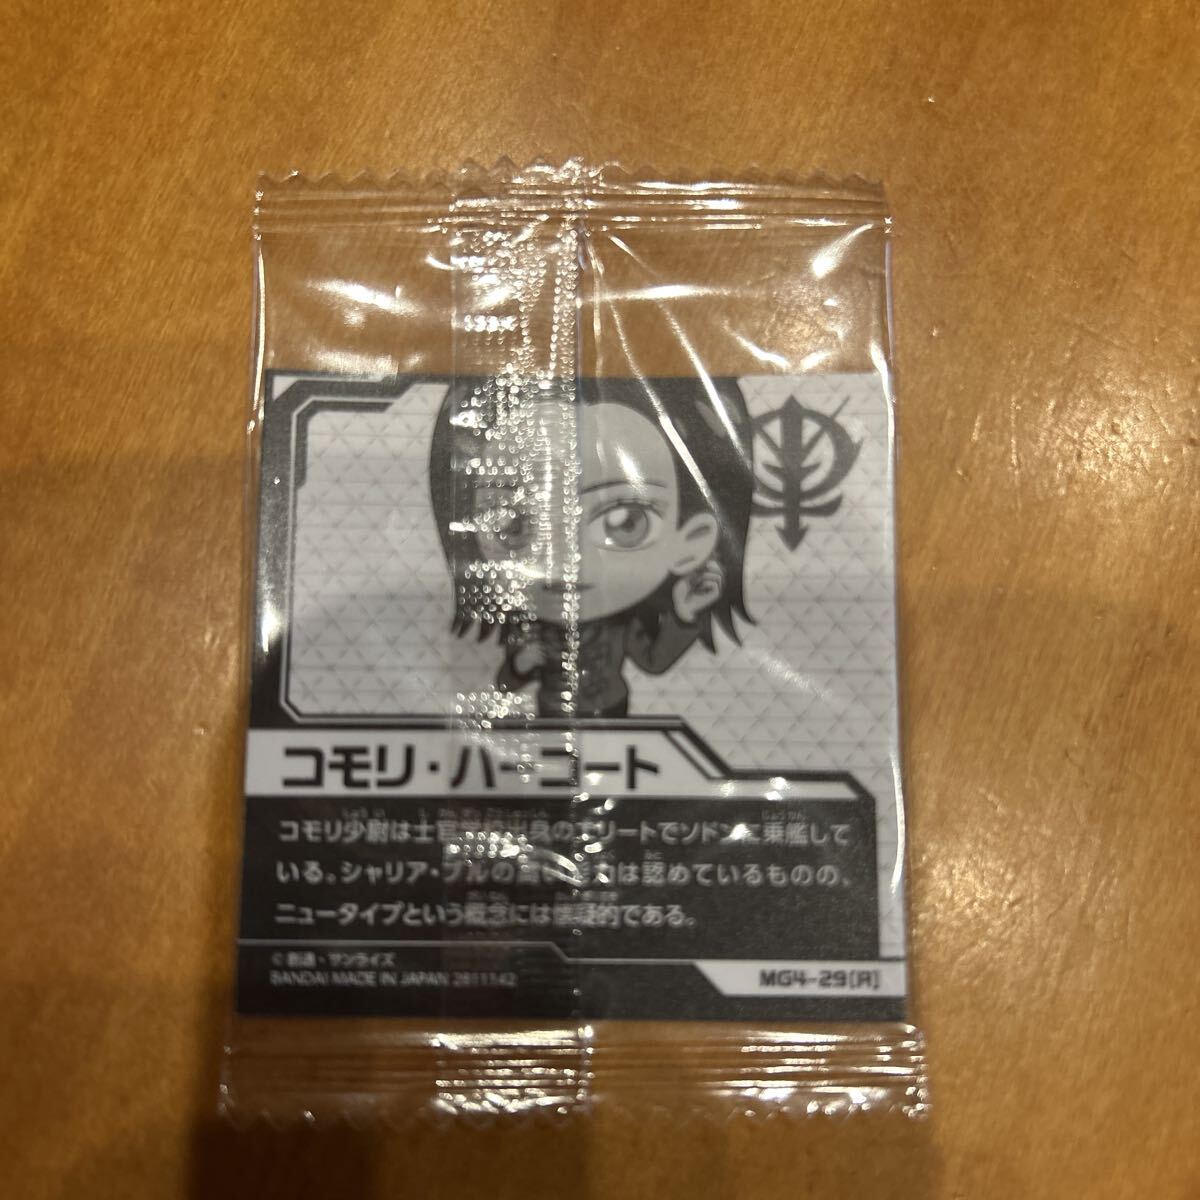 コモリ・ハーコート
コモリ少尉は士官学校出身のエリートでソドンに乗艦して
いる。シャリア・ブルの高い能力は認めているものの、
ニュータイプという概念には懐疑的である。
©創通・サンライズ
BANDAI MADE IN JAPAN 2811142
MG4-29[R]